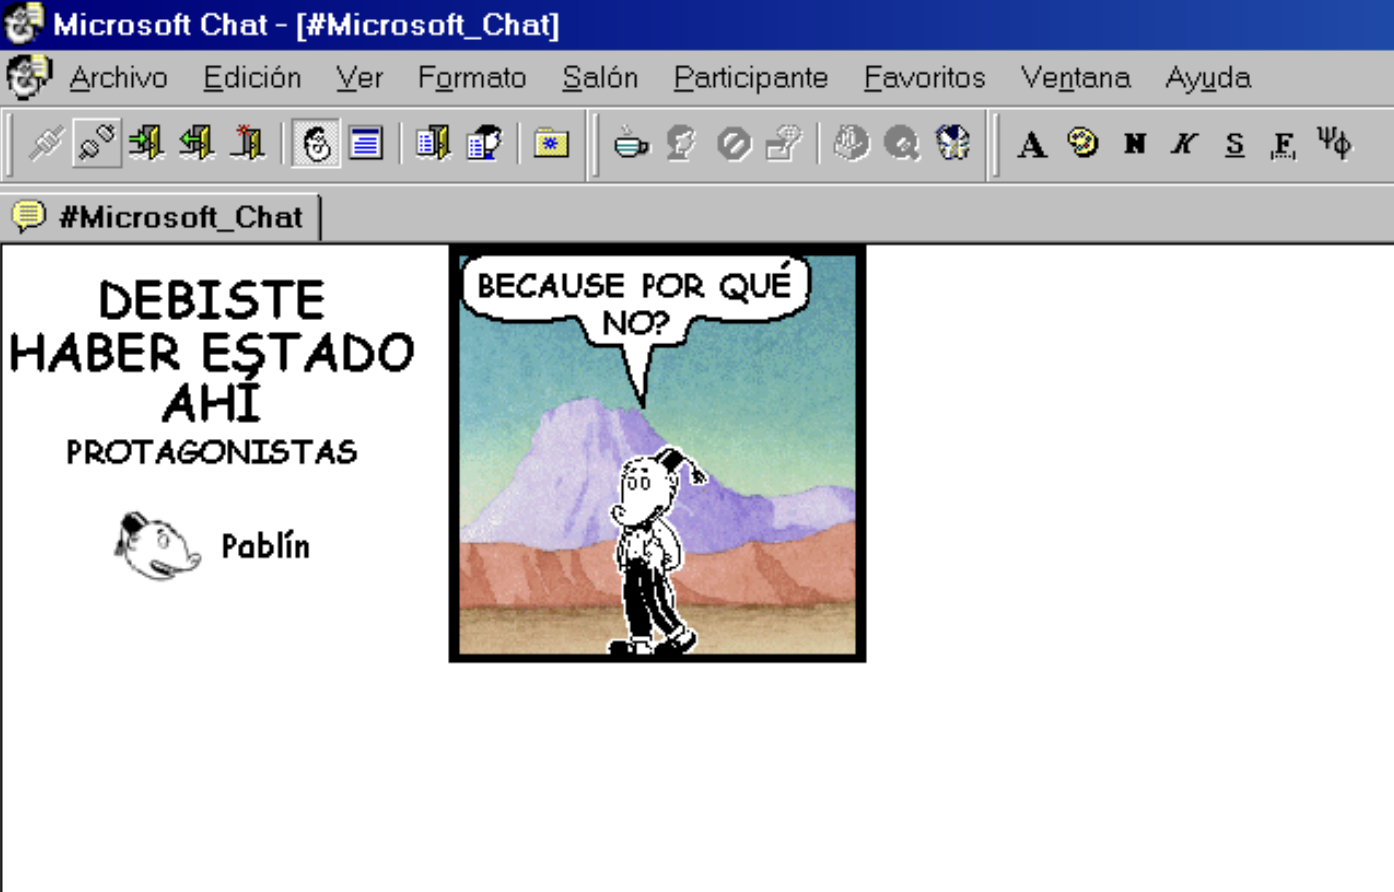 Microsoft Chat - [#Microsoft_Chat]
Archivo Edición Ver Formato Salón Participante Favoritos Ventana Ayuda
A N K S F Ψφ
#Microsoft_Chat
DEBISTE
HABER ESTADO
AHÍ
PROTAGONISTAS
Pablín
BECAUSE POR QUÉ
NO?